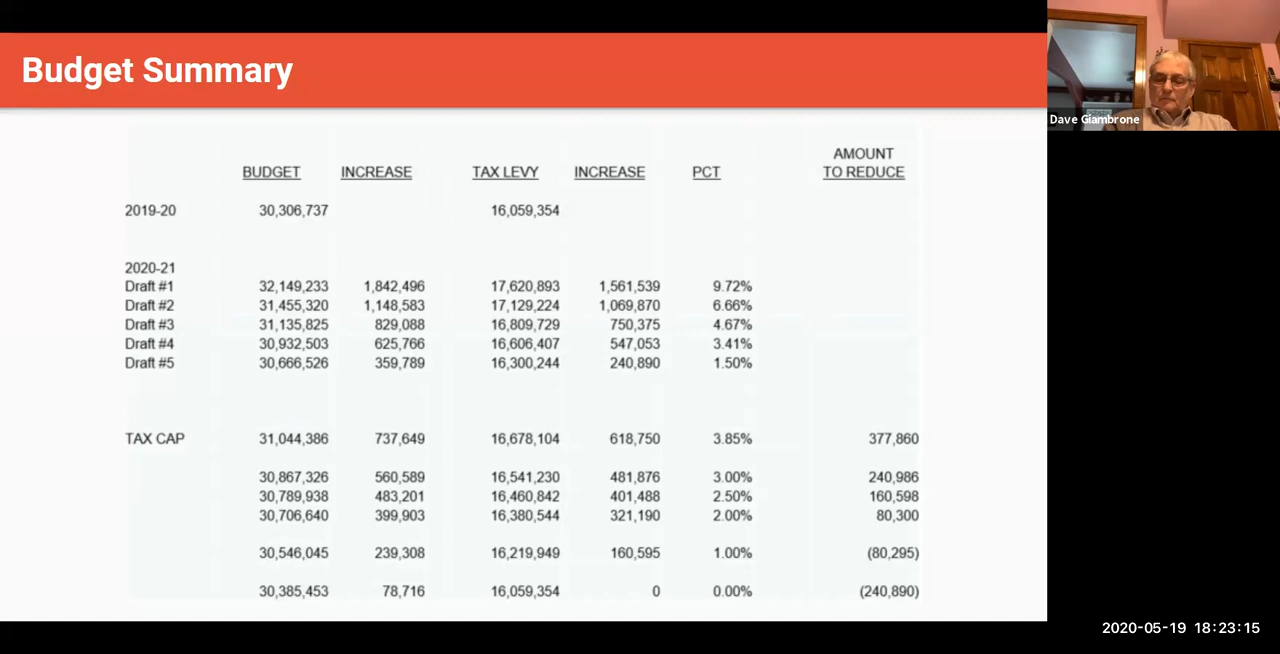 Budget Summary
Dave Giambrone
AMOUNT
BUDGET INCREASE TAX LEVY INCREASE PCT TO REDUCE
2019-20 30,306,737 16,059,354
2020-21
Draft #1 32,149,233 1,842,496 17,620,893 1,561,539 9.72%
Draft #2 31,455,320 1,148,583 17,129,224 1,069,870 6.66%
Draft #3 31,135,825 829,088 16,809,729 750,375 4.67%
Draft #4 30,932,503 625,766 16,606,407 547,053 3.41%
Draft #5 30,666,526 359,789 16,300,244 240,890 1.50%
TAX CAP 31,044,386 737,649 16,678,104 618,750 3.85% 377,860
30,867,326 560,589 16,541,230 481,876 3.00% 240,986
30,789,938 483,201 16,460,842 401,488 2.50% 160,598
30,706,640 399,903 16,380,544 321,190 2.00% 80,300
30,546,045 239,308 16,219,949 160,595 1.00% (80,295)
30,385,453 78,716 16,059,354 0 0.00% (240,890)
2020-05-19 18:23:15